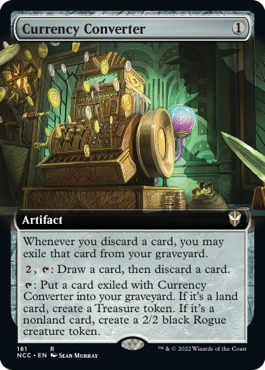 Currency Converter 1
Artifact
Whenever you discard a card, you may
exile that card from your graveyard.
2, T: Draw a card, then discard a card.
T: Put a card exiled with Currency
Converter into your graveyard. If it's a land
card, create a Treasure token. If it's a
nonland card, create a 2/2 black Rogue
creature token.
181 R
NCC • EN SEAN MURRAY ™ & © 2022 Wizards of the Coast